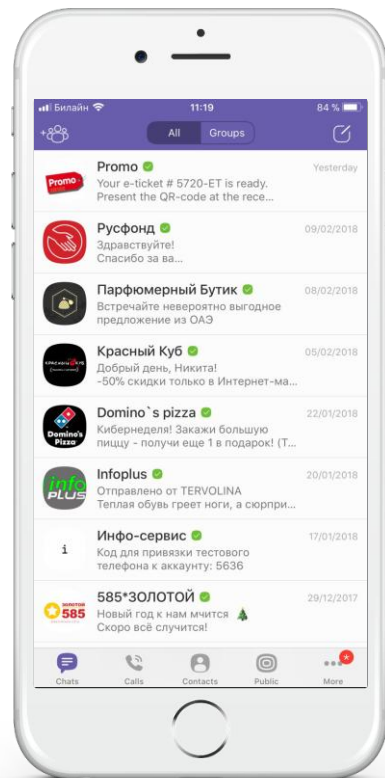 Билайн 11:19 84 %
All Groups
Promo Yesterday
Promo
Your e-ticket # 5720-ET is ready.
Present the QR-code at the rece...
Русфонд 09/02/2018
Здравствуйте!
Спасибо за ва...
Парфюмерный Бутик 08/02/2018
Встречайте невероятно выгодное
предложение из ОАЭ
Красный Куб 05/02/2018
КРАСНЫЙ КУБ
Добрый день, Никита!
-50% скидки только в Интернет-ма...
Domino`s pizza 22/01/2018
Domino's
Pizza
Кибернеделя! Закажи большую
пиццу - получи еще 1 в подарок! (Т...
Infoplus 20/01/2018
info
PLUS
Отправлено от TERVOLINA
Теплая обувь греет ноги, а сюрпри...
Инфо-сервис 17/01/2018
i
Код для привязки тестового
телефона к аккаунту: 5636
585*ЗОЛОТОЙ 29/12/2017
ЗОЛОТОЙ
585
Новый год к нам мчится
Скоро всё случится!
Chats Calls Contacts Public More